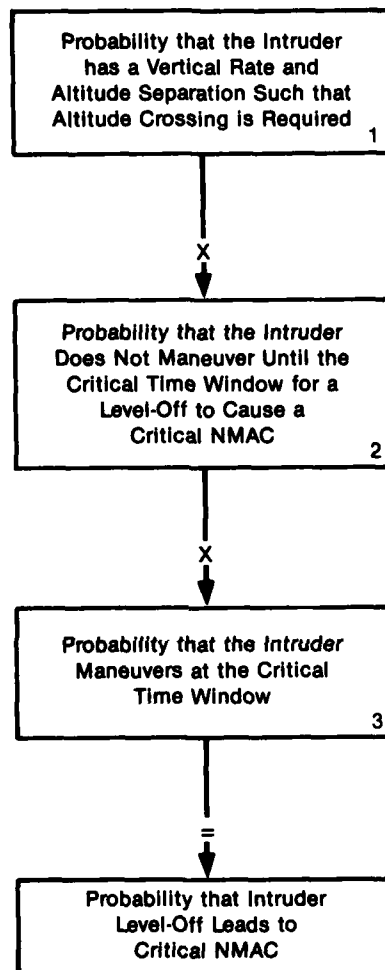 Probability that the Intruder
has a Vertical Rate and
Altitude Separation Such that
Altitude Crossing is Required
1
X
Probability that the Intruder
Does Not Maneuver Until the
Critical Time Window for a
Level-Off to Cause a
Critical NMAC
2
X
Probability that the Intruder
Maneuvers at the Critical
Time Window
3
=
Probability that Intruder
Level-Off Leads to
Critical NMAC